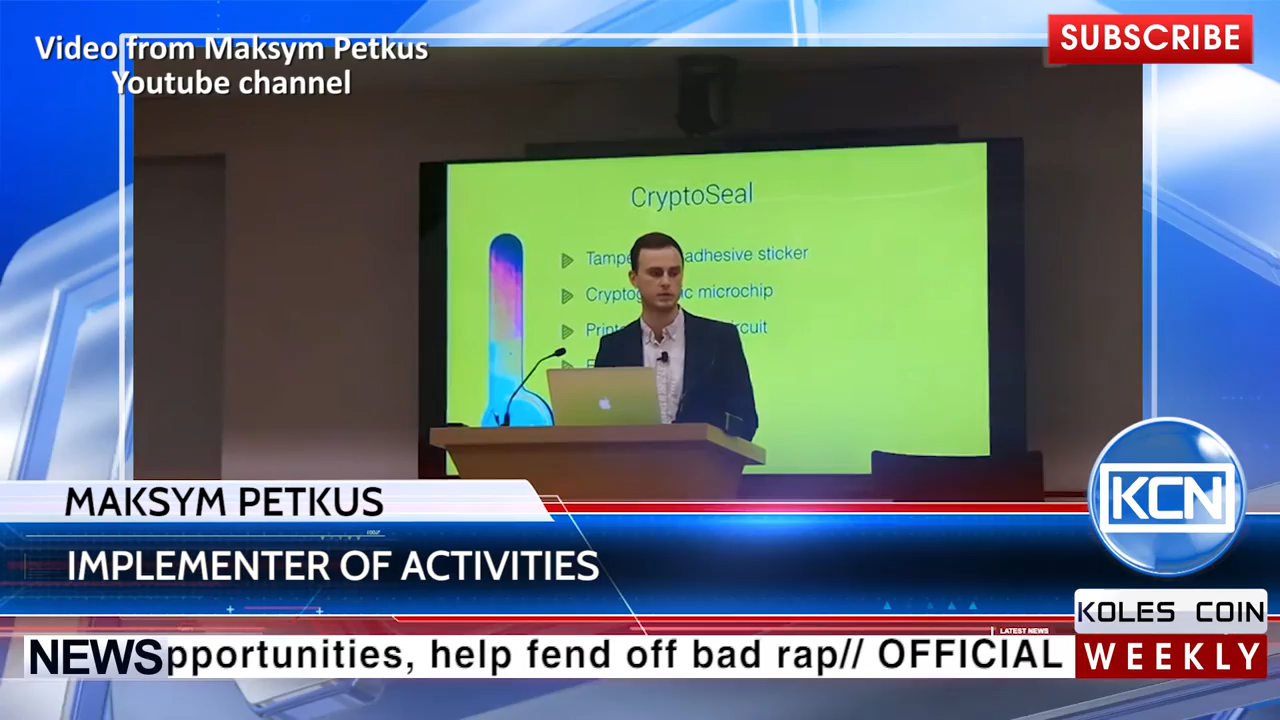 Video from Maksym Petkus
Youtube channel
SUBSCRIBE
CryptoSeal
adhesive sticker
microchip
MAKSYM PETKUS
IMPLEMENTER OF ACTIVITIES
KCN
KOLES COIN
WEEKLY
LATEST NEWS
NEWS pportunities, help fend off bad rap// OFFICIAL